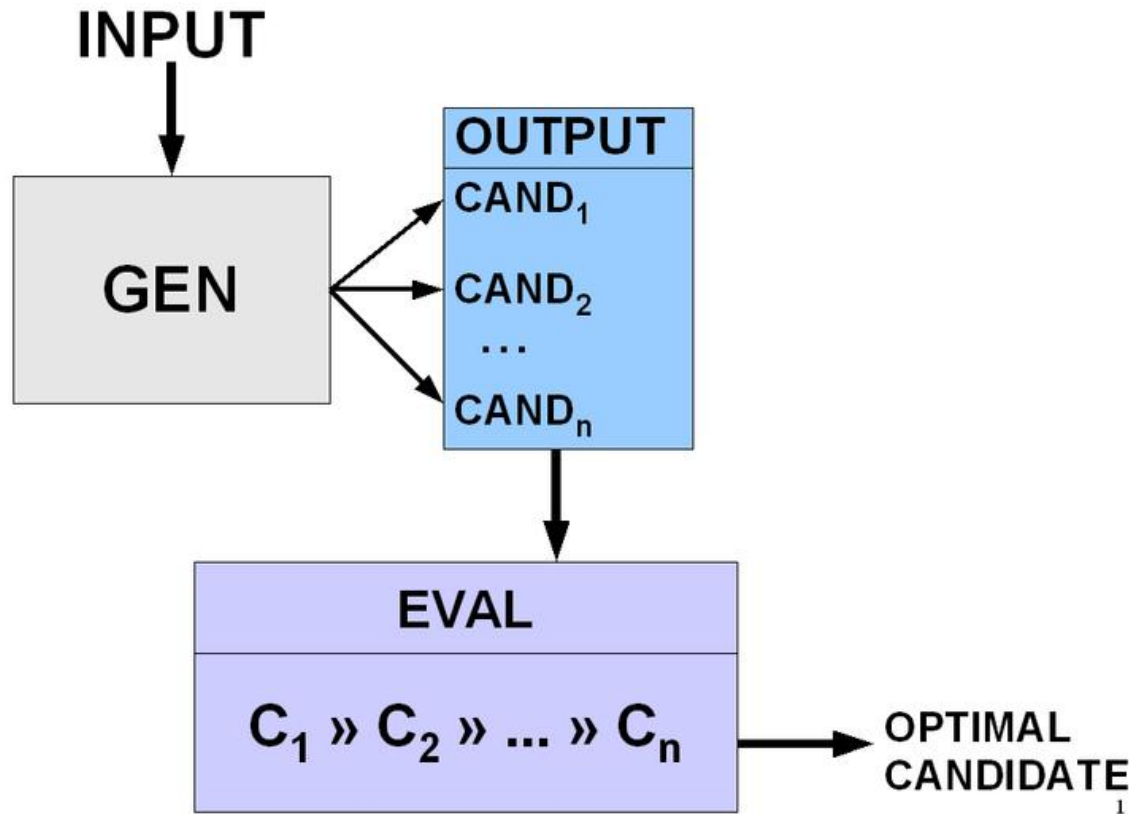 INPUT
GEN
OUTPUT
CAND₁
CAND₂
...
CANDₙ
EVAL
C₁ » C₂ » ... » Cₙ
OPTIMAL
CANDIDATE
1